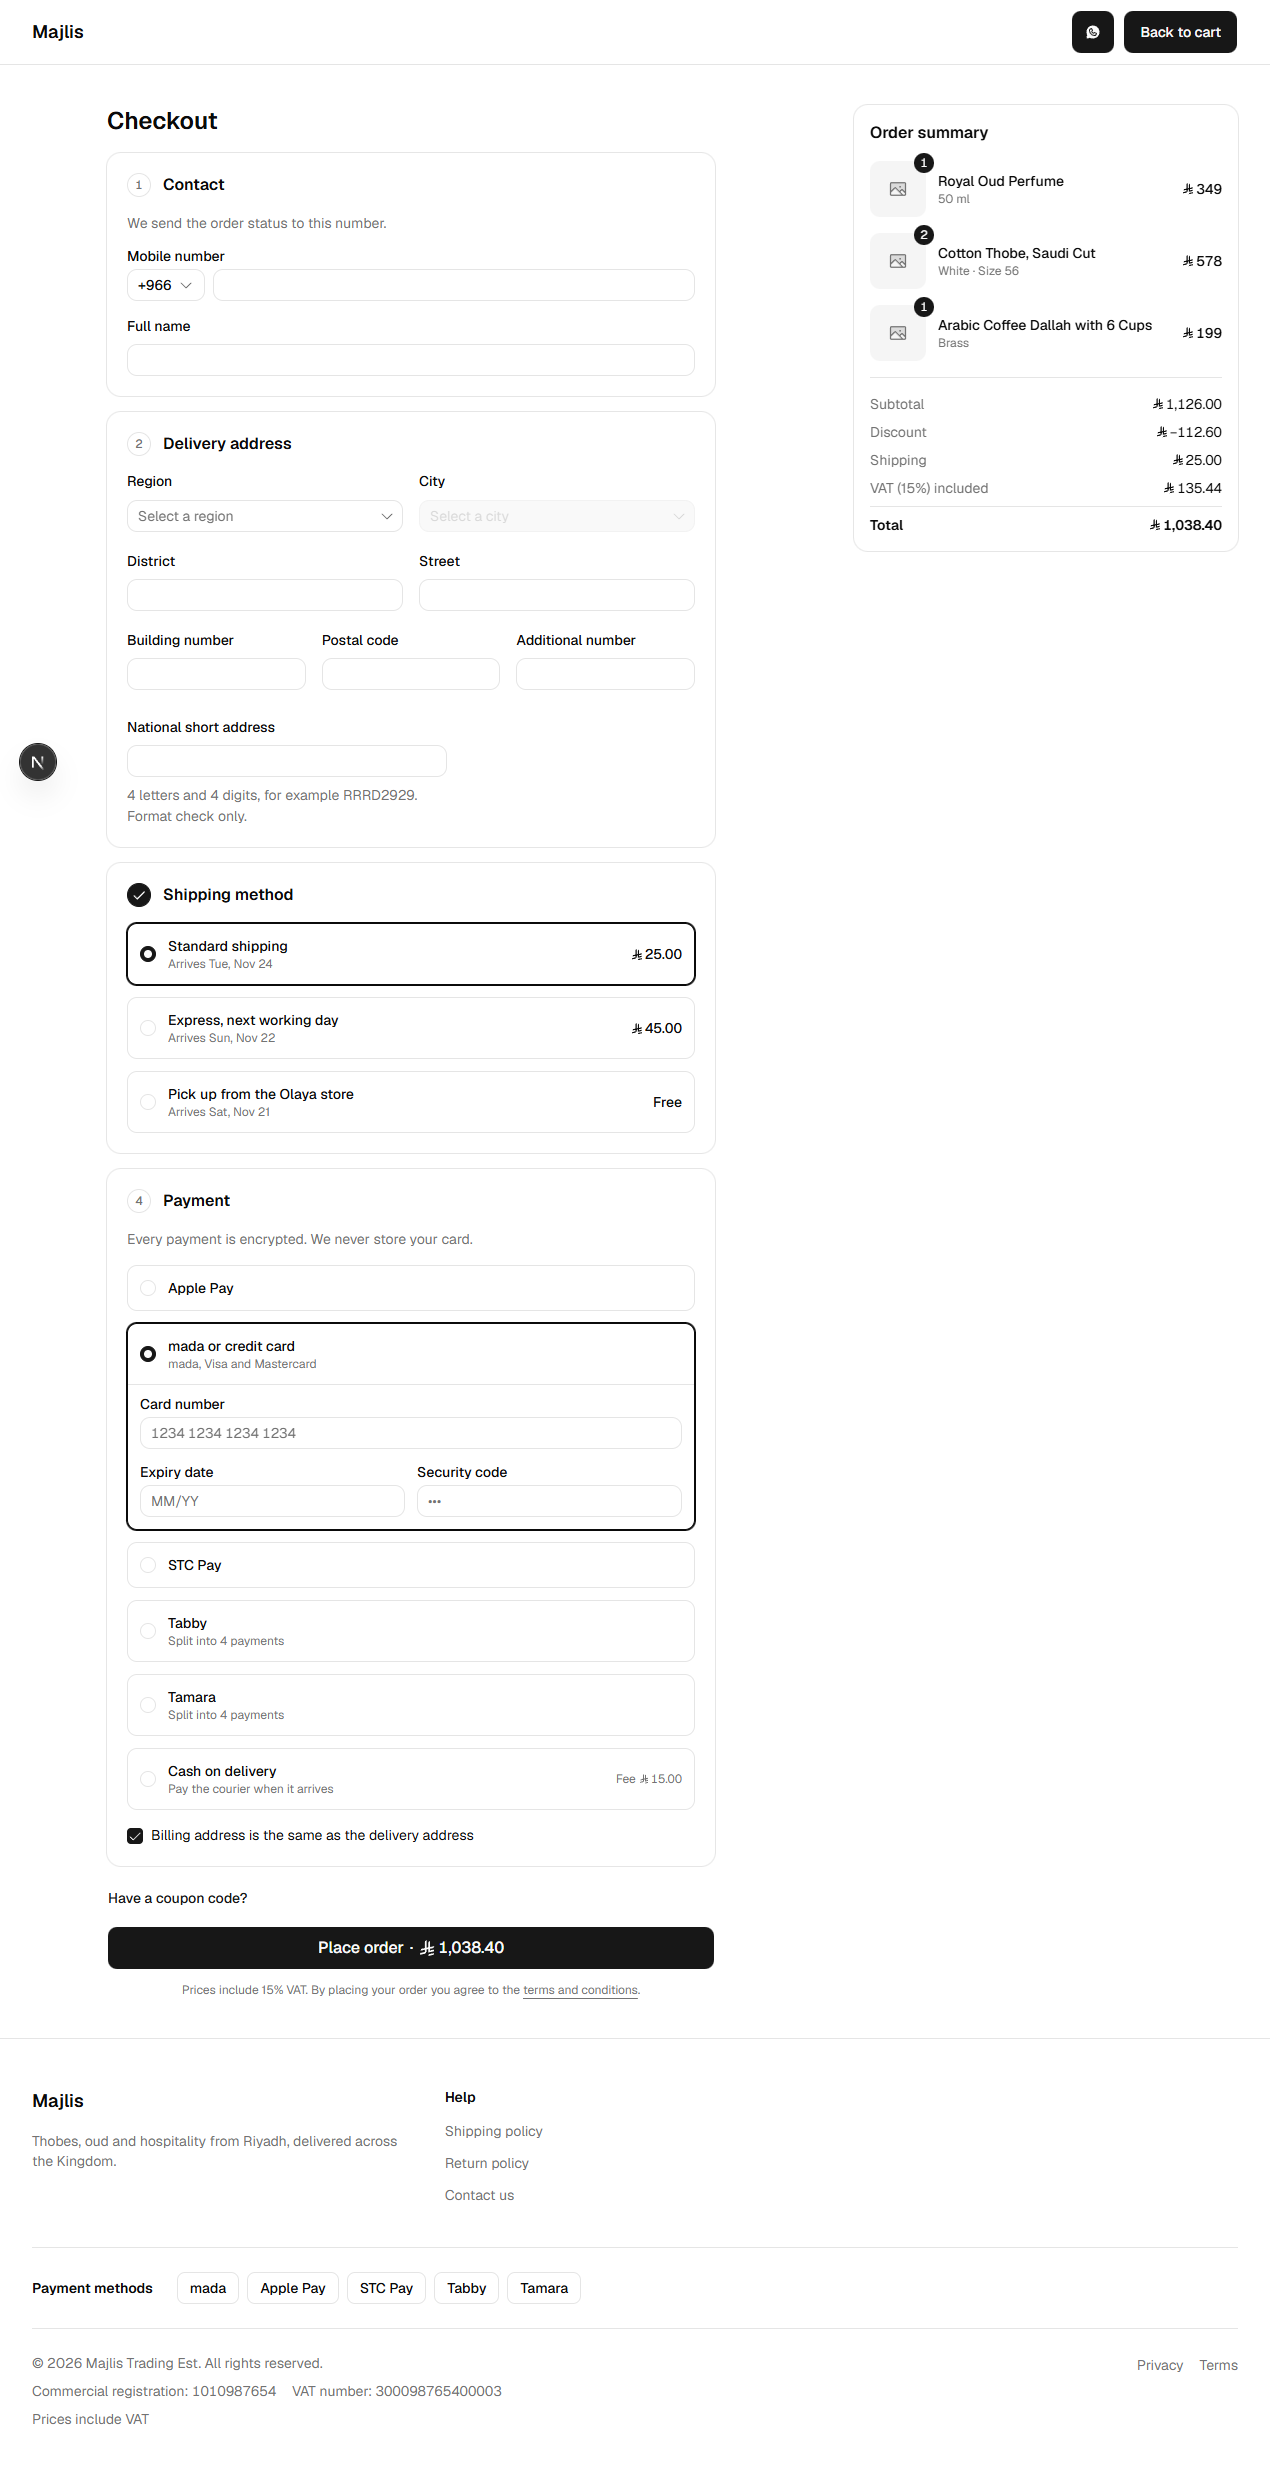 Majlis
Back to cart
Checkout
1 Contact
We send the order status to this number.
Mobile number
+966
Full name
2 Delivery address
Region City
Select a region Select a city
District Street
Building number Postal code Additional number
National short address
4 letters and 4 digits, for example RRRD2929.
Format check only.
Shipping method
Standard shipping
Arrives Tue, Nov 24
⃁ 25.00
Express, next working day
Arrives Sun, Nov 22
⃁ 45.00
Pick up from the Olaya store
Arrives Sat, Nov 21
Free
4 Payment
Every payment is encrypted. We never store your card.
Apple Pay
mada or credit card
mada, Visa and Mastercard
Card number
1234 1234 1234 1234
Expiry date Security code
MM/YY •••
STC Pay
Tabby
Split into 4 payments
Tamara
Split into 4 payments
Cash on delivery
Pay the courier when it arrives
Fee ⃁ 15.00
Billing address is the same as the delivery address
Have a coupon code?
Place order · ⃁ 1,038.40
Prices include 15% VAT. By placing your order you agree to the terms and conditions.
Order summary
1
Royal Oud Perfume
50 ml
⃁ 349
2
Cotton Thobe, Saudi Cut
White · Size 56
⃁ 578
1
Arabic Coffee Dallah with 6 Cups
Brass
⃁ 199
Subtotal ⃁ 1,126.00
Discount ⃁ −112.60
Shipping ⃁ 25.00
VAT (15%) included ⃁ 135.44
Total ⃁ 1,038.40
N
Majlis
Thobes, oud and hospitality from Riyadh, delivered across
the Kingdom.
Help
Shipping policy
Return policy
Contact us
Payment methods mada Apple Pay STC Pay Tabby Tamara
© 2026 Majlis Trading Est. All rights reserved.
Privacy Terms
Commercial registration: 1010987654 VAT number: 300098765400003
Prices include VAT